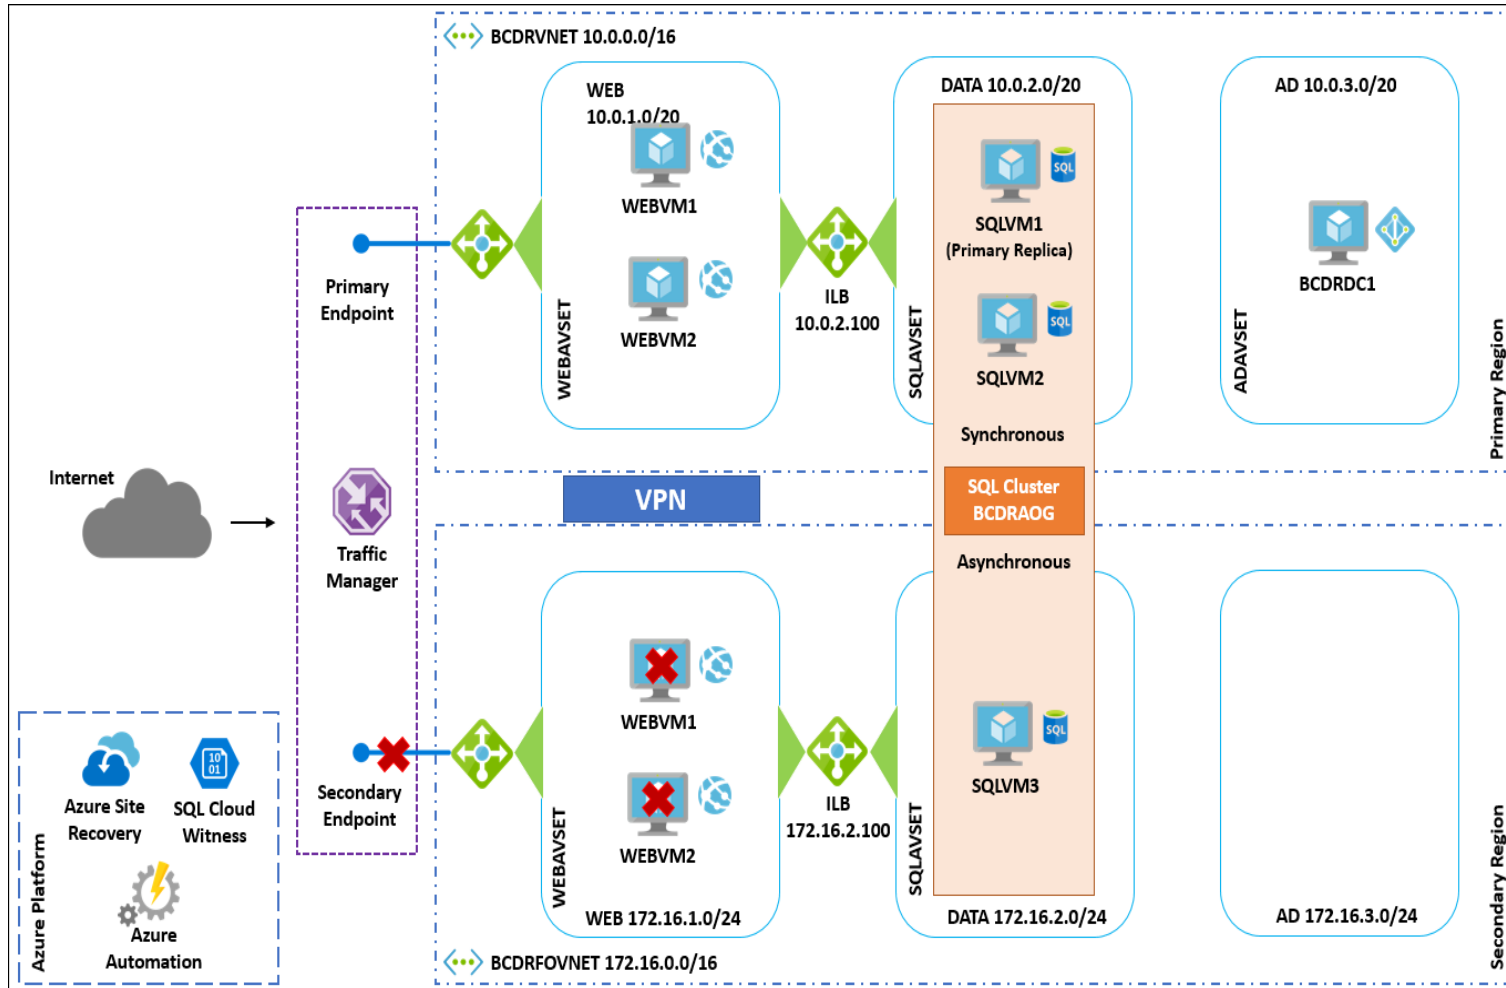 BCDRVNET 10.0.0.0/16
WEB
10.0.1.0/20
WEBVM1
WEBVM2
WEBAVSET
ILB
10.0.2.100
DATA 10.0.2.0/20
SQL
SQLVM1
(Primary Replica)
SQL
SQLVM2
SQLAVSET
Synchronous
AD 10.0.3.0/20
BCDRDC1
ADAVSET
Primary Region
Primary
Endpoint
Internet
Traffic
Manager
VPN
SQL Cluster
BCDRAOG
Asynchronous
Secondary
Endpoint
WEBVM1
WEBVM2
WEBAVSET
WEB 172.16.1.0/24
ILB
172.16.2.100
SQL
SQLVM3
SQLAVSET
DATA 172.16.2.0/24
AD 172.16.3.0/24
Secondary Region
BCDRFOVNET 172.16.0.0/16
Azure Site
Recovery
10
01
SQL Cloud
Witness
Azure
Automation
Azure Platform